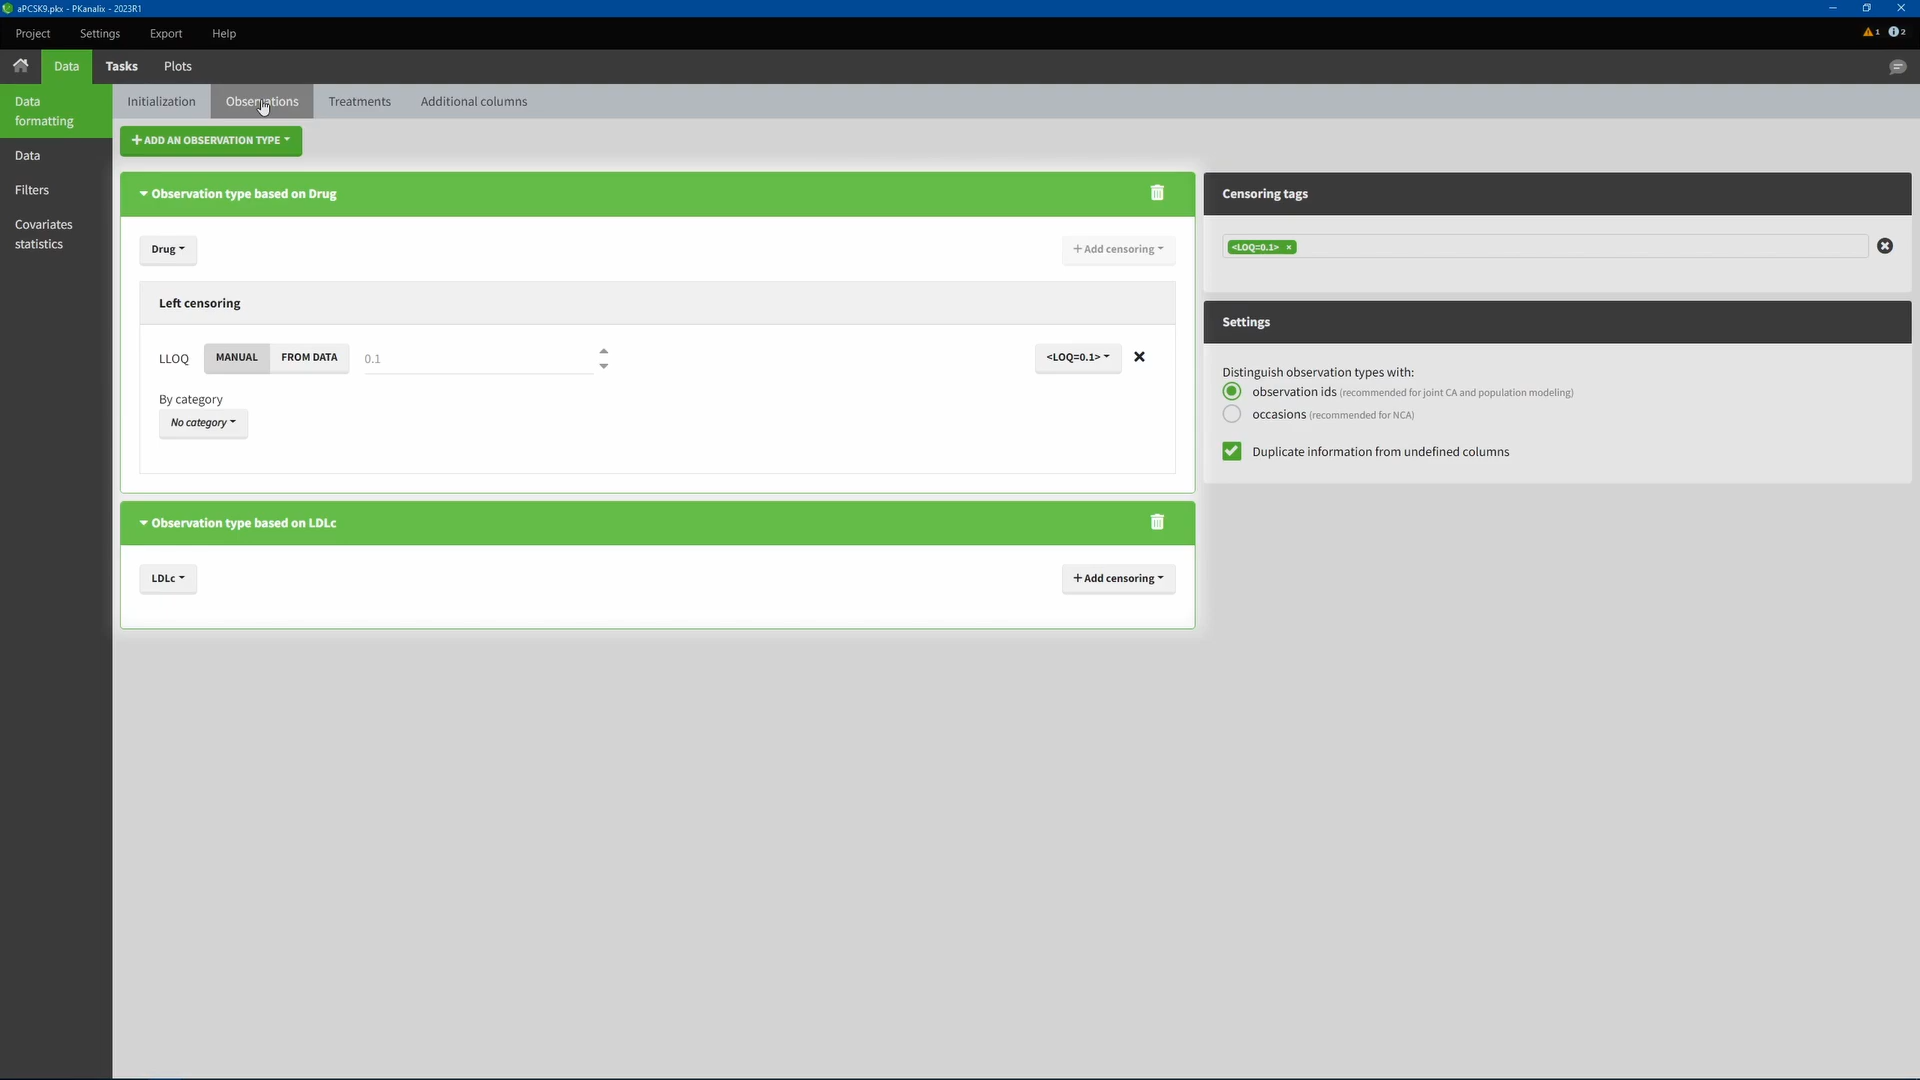 aPCSK9.pkx - PKanalix - 2023R1
Project Settings Export Help
1 2
Data Tasks Plots
Data
formatting
Data
Filters
Covariates
statistics
Initialization Observations Treatments Additional columns
+ ADD AN OBSERVATION TYPE
Observation type based on Drug
Drug
+ Add censoring
Left censoring
LLOQ MANUAL FROM DATA 0.1 <LOQ=0.1>
By category
No category
Observation type based on LDLc
LDLc
+ Add censoring
Censoring tags
<LOQ=0.1> ×
Settings
Distinguish observation types with:
observation ids (recommended for joint CA and population modeling)
occasions (recommended for NCA)
Duplicate information from undefined columns